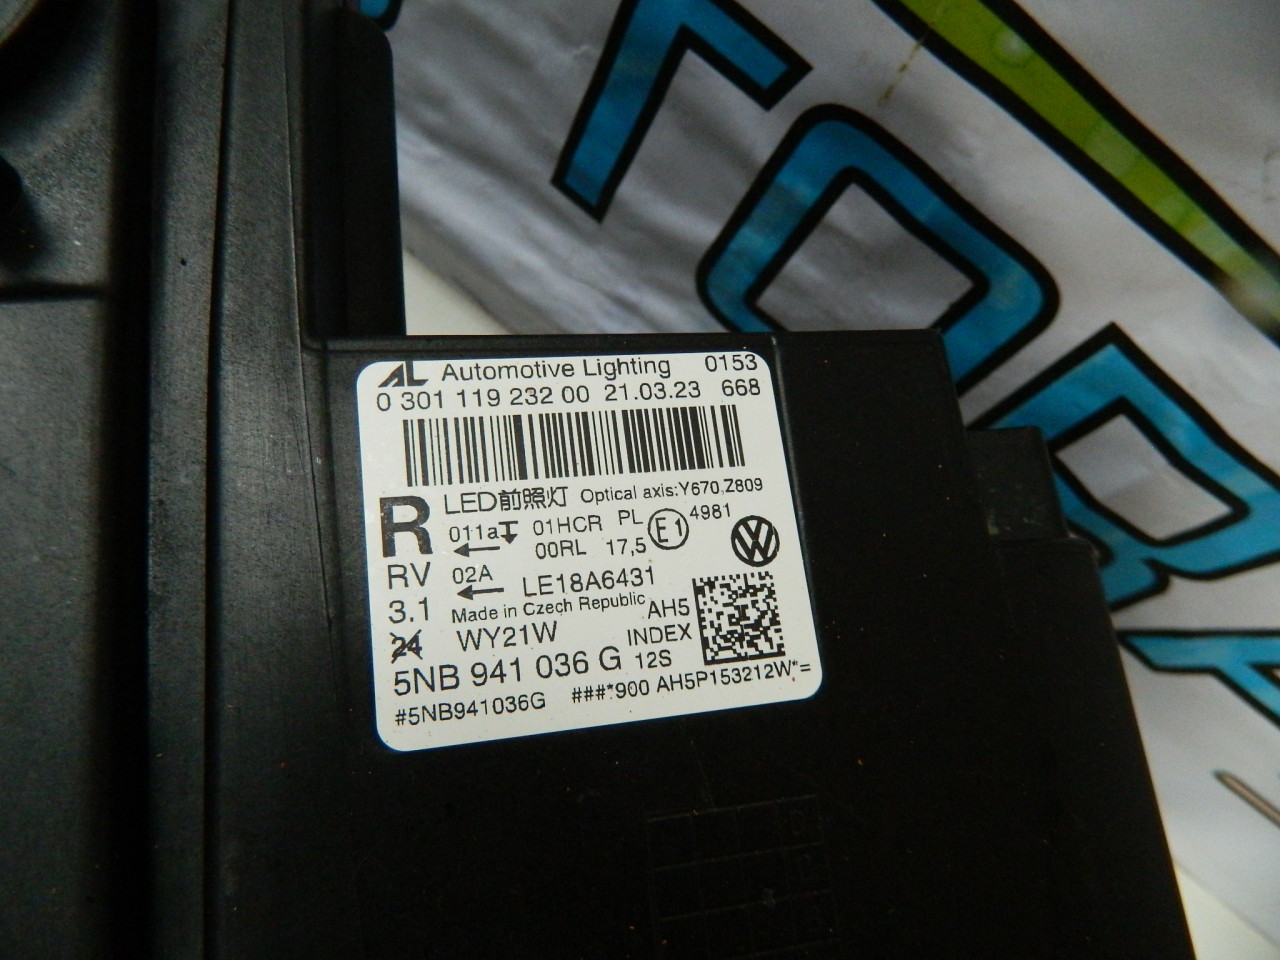 AL Automotive Lighting 0153
0 301 119 232 00 21.03.23 668
R LED前照灯 Optical axis:Y670,Z809
011a 01HCR PL E1 4981
00RL 17,5
RV 02A LE18A6431
3.1 Made in Czech Republic AH5
24 WY21W INDEX
5NB 941 036 G 12S
#5NB941036G ###*900 AH5P153212W*=